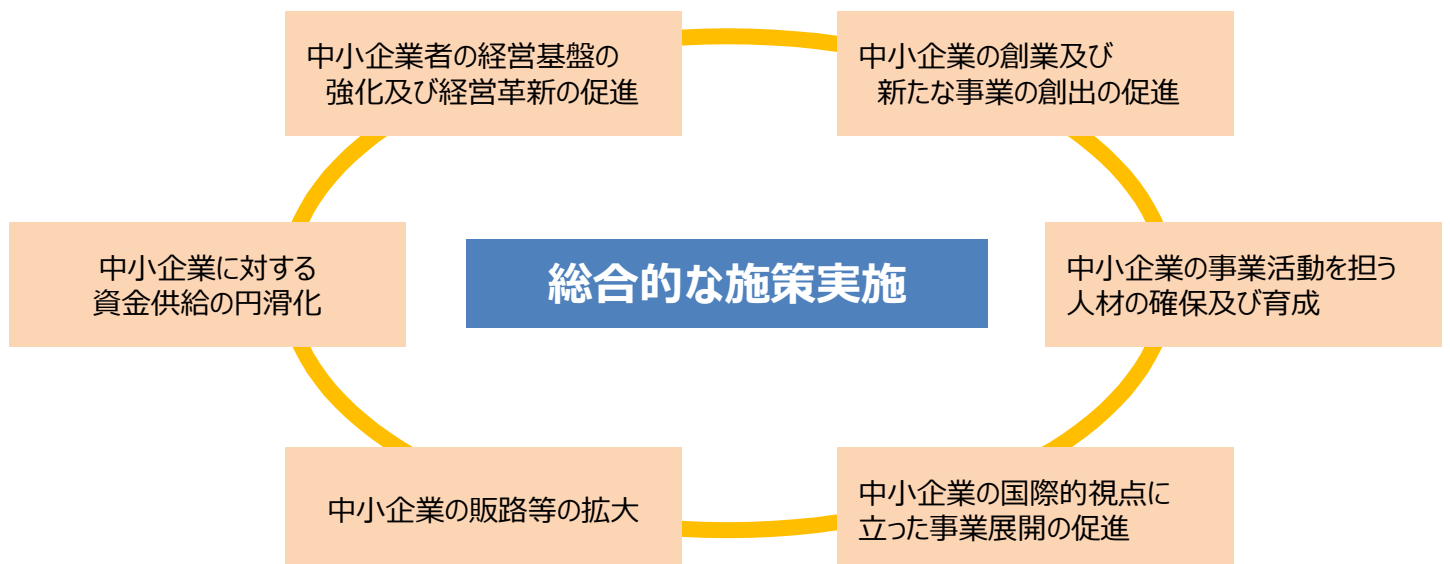 中小企業者の経営基盤の
強化及び経営革新の促進
中小企業の創業及び
新たな事業の創出の促進
中小企業に対する
資金供給の円滑化
総合的な施策実施
中小企業の事業活動を担う
人材の確保及び育成
中小企業の販路等の拡大
中小企業の国際的視点に
立った事業展開の促進